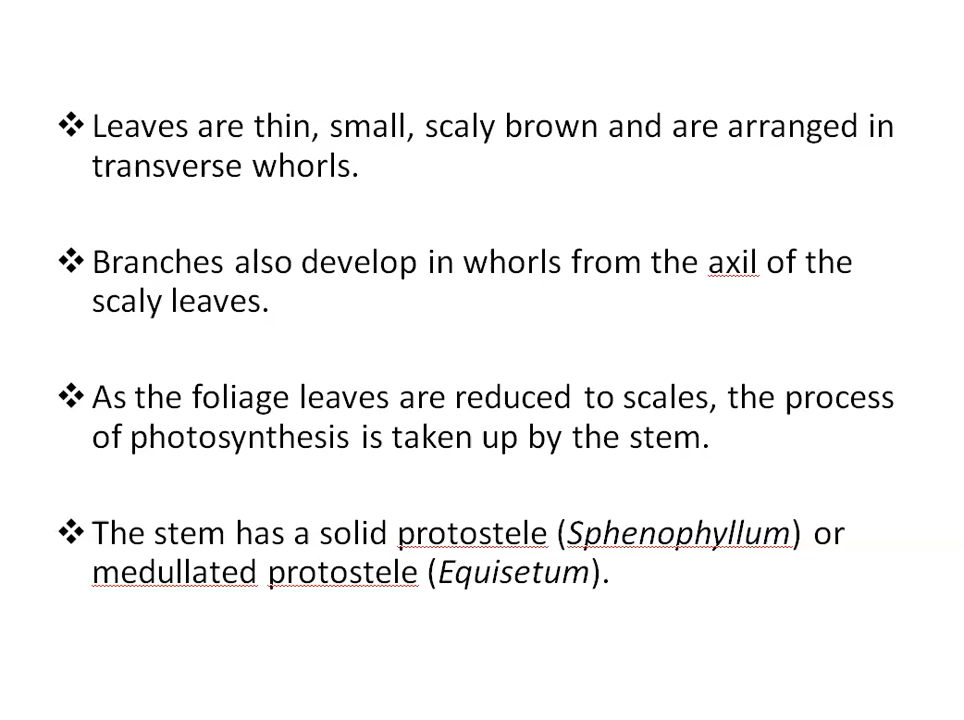 ❖ Leaves are thin, small, scaly brown and are arranged in
transverse whorls.
❖ Branches also develop in whorls from the axil of the
scaly leaves.
❖ As the foliage leaves are reduced to scales, the process
of photosynthesis is taken up by the stem.
❖ The stem has a solid protostele (Sphenophyllum) or
medullated protostele (Equisetum).